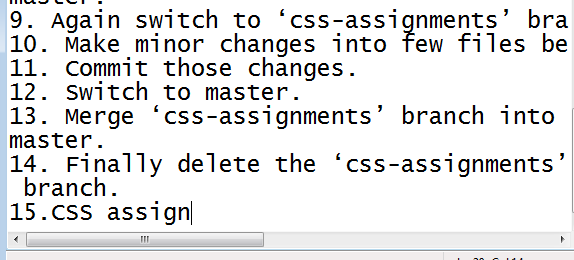 master.
9. Again switch to ‘css-assignments’ bra
10. Make minor changes into few files be
11. Commit those changes.
12. Switch to master.
13. Merge ‘css-assignments’ branch into
master.
14. Finally delete the ‘css-assignments’
branch.
15.CSS assign